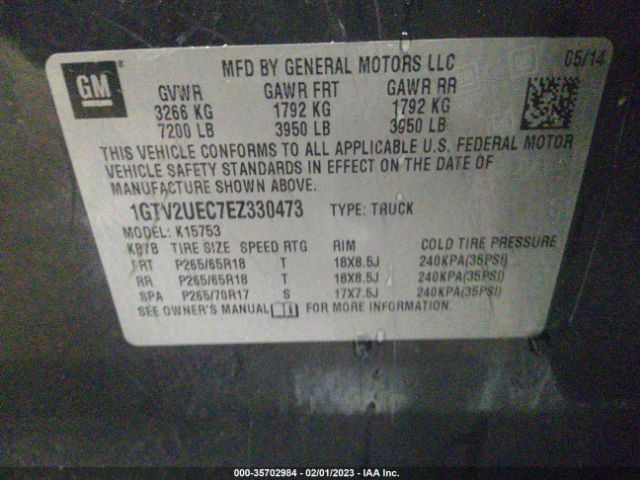 GM
MFD BY GENERAL MOTORS LLC 05/14
GVWR GAWR FRT GAWR RR
3266 KG 1792 KG 1792 KG
7200 LB 3950 LB 3950 LB
THIS VEHICLE CONFORMS TO ALL APPLICABLE U.S. FEDERAL MOTOR
VEHICLE SAFETY STANDARDS IN EFFECT ON THE DATE OF
MANUFACTURE SHOWN ABOVE.
1GTV2UEC7EZ330473 TYPE: TRUCK
MODEL: K15753
TIRE SIZE SPEED RTG RIM COLD TIRE PRESSURE
FRT P265/65R18 T 18X8.5J 240KPA(35PSI)
RR P265/65R18 T 18X8.5J 240KPA(35PSI)
SPA P265/70R17 S 17X7.5J 240KPA(35PSI)
SEE OWNER'S MANUAL FOR MORE INFORMATION.
000-35702984 - 02/01/2023 - IAA Inc.